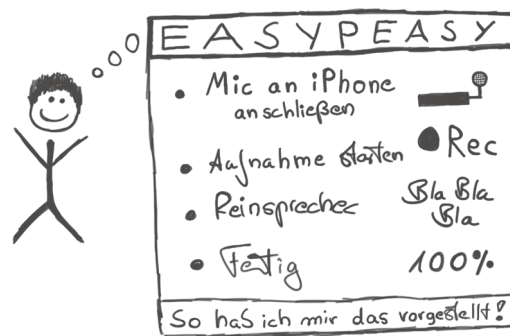 EASYPEASY
• Mic an iPhone
anschließen
• Aufnahme starten
Rec
• Reinsprechen
Bla Bla
Bla
• Fertig
100%
So hab ich mir das vorgestellt!